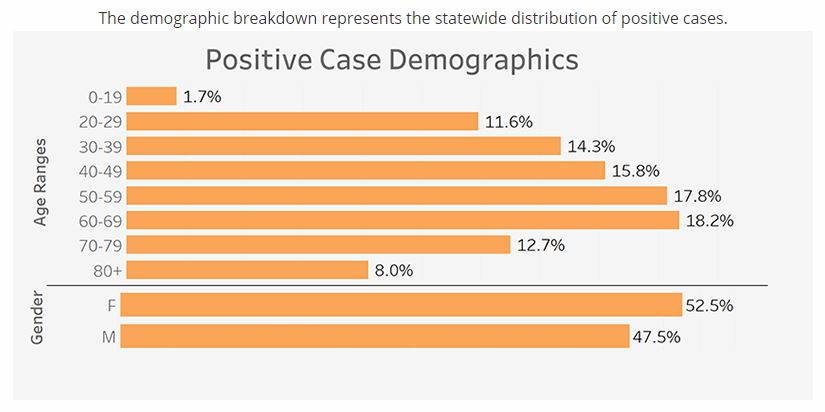 The demographic breakdown represents the statewide distribution of positive cases.
Positive Case Demographics
Age Ranges
0-19 1.7%
20-29 11.6%
30-39 14.3%
40-49 15.8%
50-59 17.8%
60-69 18.2%
70-79 12.7%
80+ 8.0%
Gender
F 52.5%
M 47.5%